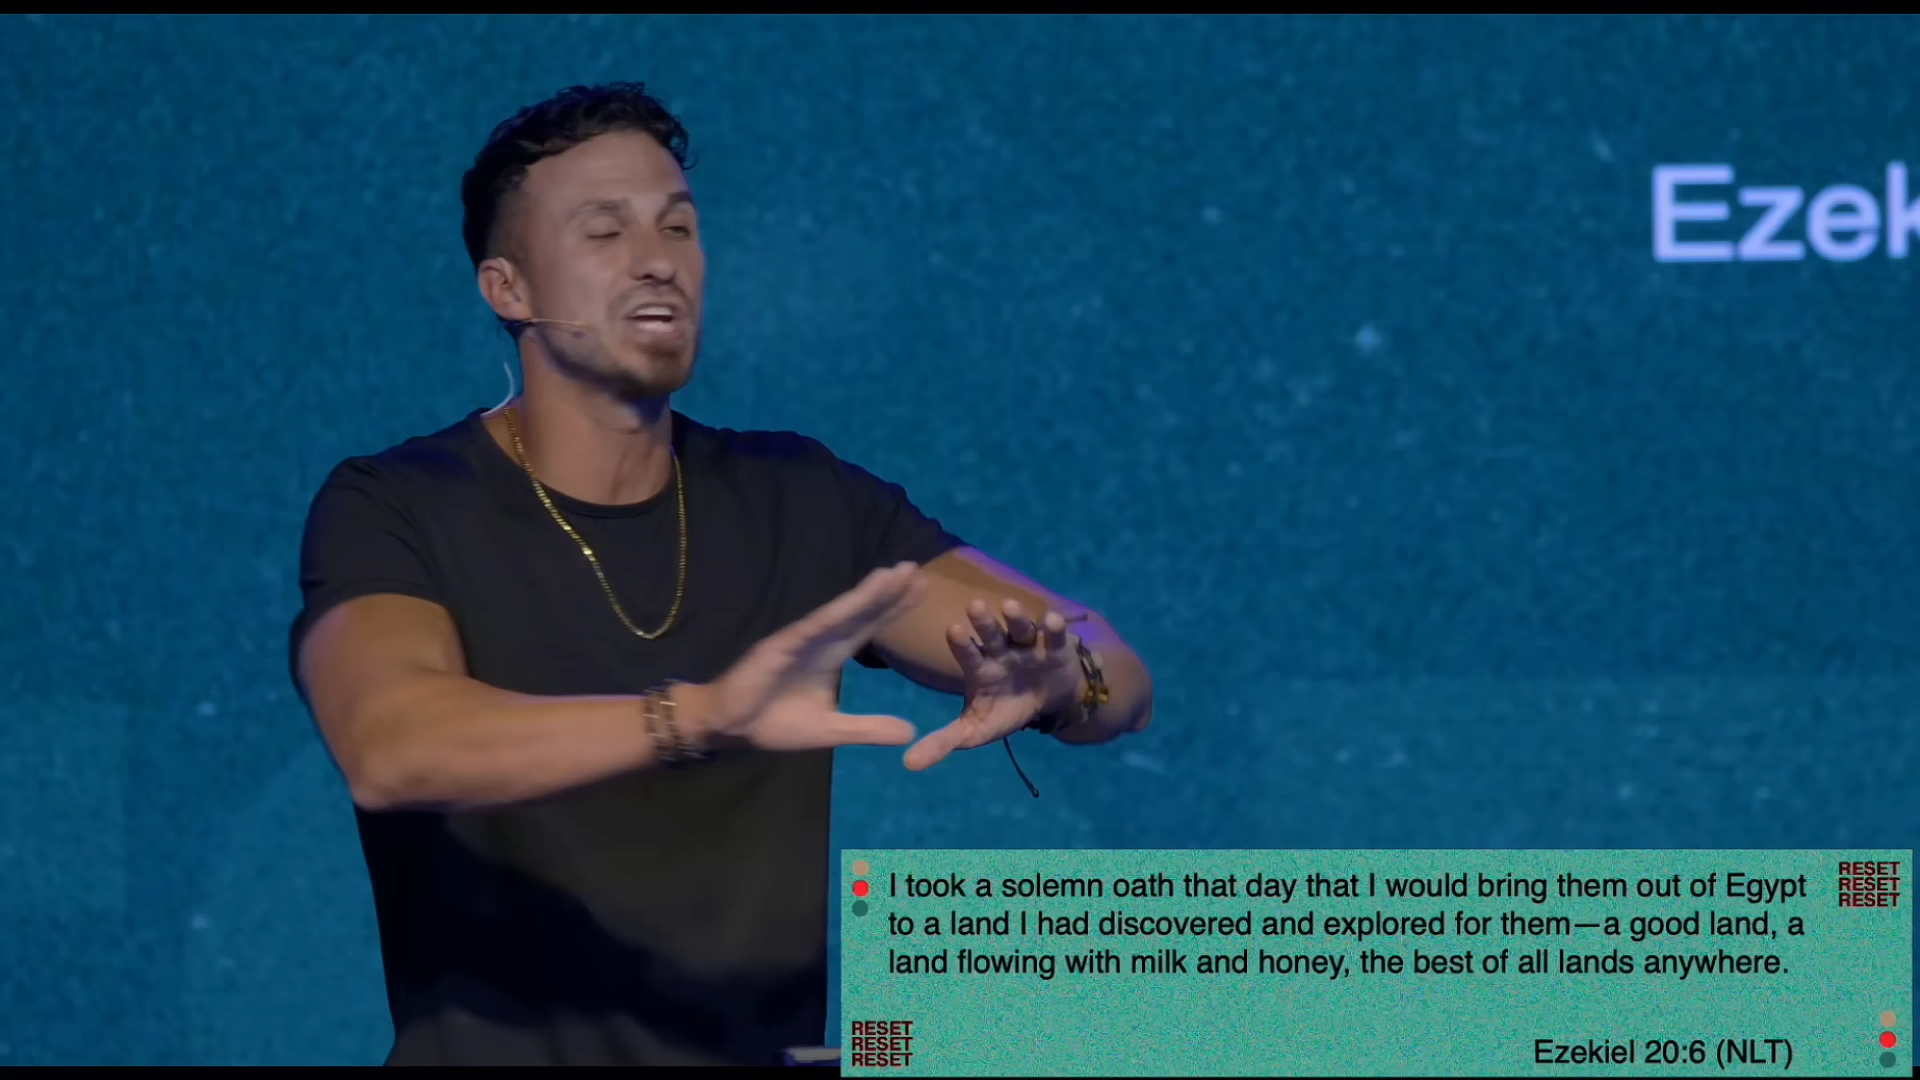 Ezek
I took a solemn oath that day that I would bring them out of Egypt
to a land I had discovered and explored for them—a good land, a
land flowing with milk and honey, the best of all lands anywhere.
Ezekiel 20:6 (NLT)
RESET
RESET
RESET
RESET
RESET
RESET